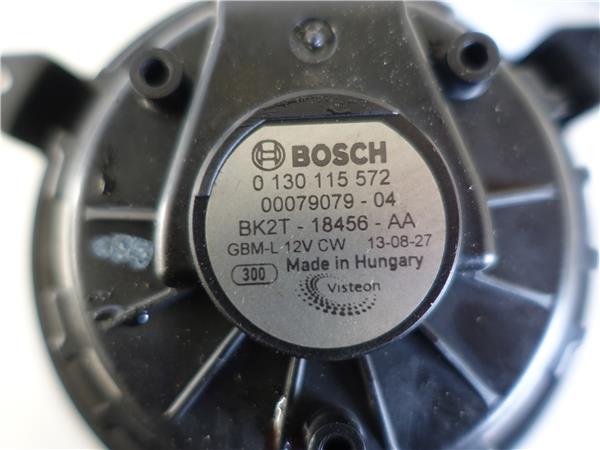 BOSCH
0 130 115 572
00079079 - 04
BK2T - 18456 - AA
GBM-L 12V CW 13-08-27
300 Made in Hungary
Visteon